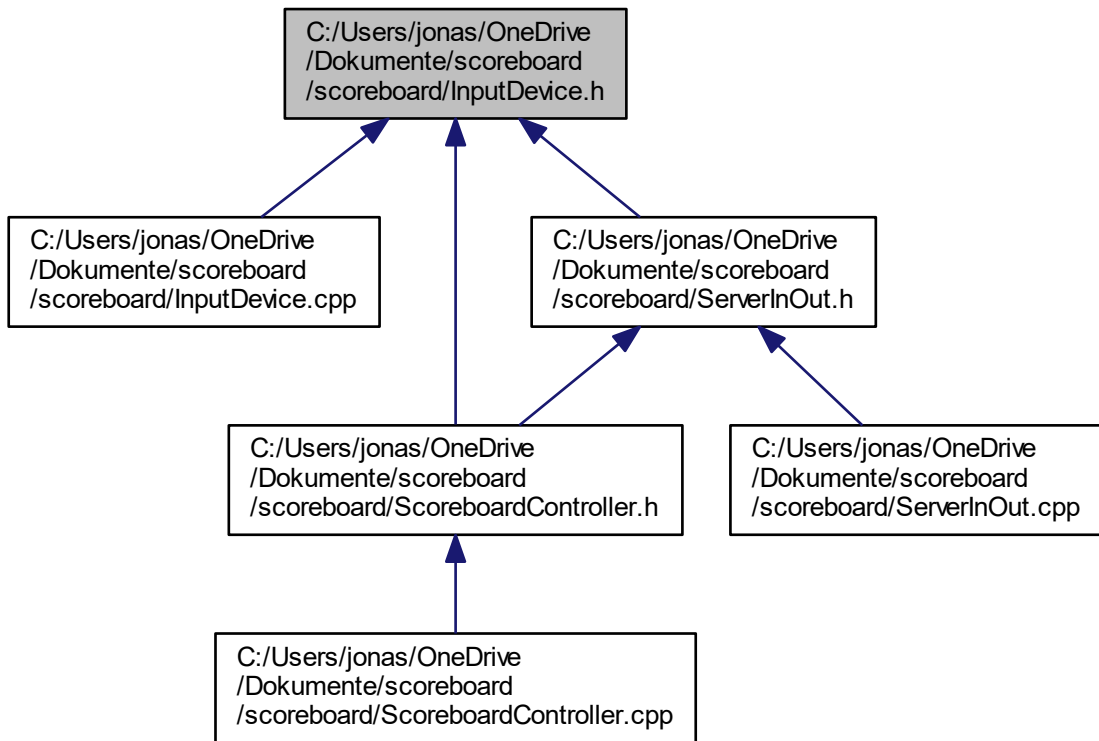 C:/Users/jonas/OneDrive
/Dokumente/scoreboard
/scoreboard/InputDevice.h
C:/Users/jonas/OneDrive
/Dokumente/scoreboard
/scoreboard/InputDevice.cpp
C:/Users/jonas/OneDrive
/Dokumente/scoreboard
/scoreboard/ServerInOut.h
C:/Users/jonas/OneDrive
/Dokumente/scoreboard
/scoreboard/ScoreboardController.h
C:/Users/jonas/OneDrive
/Dokumente/scoreboard
/scoreboard/ServerInOut.cpp
C:/Users/jonas/OneDrive
/Dokumente/scoreboard
/scoreboard/ScoreboardController.cpp